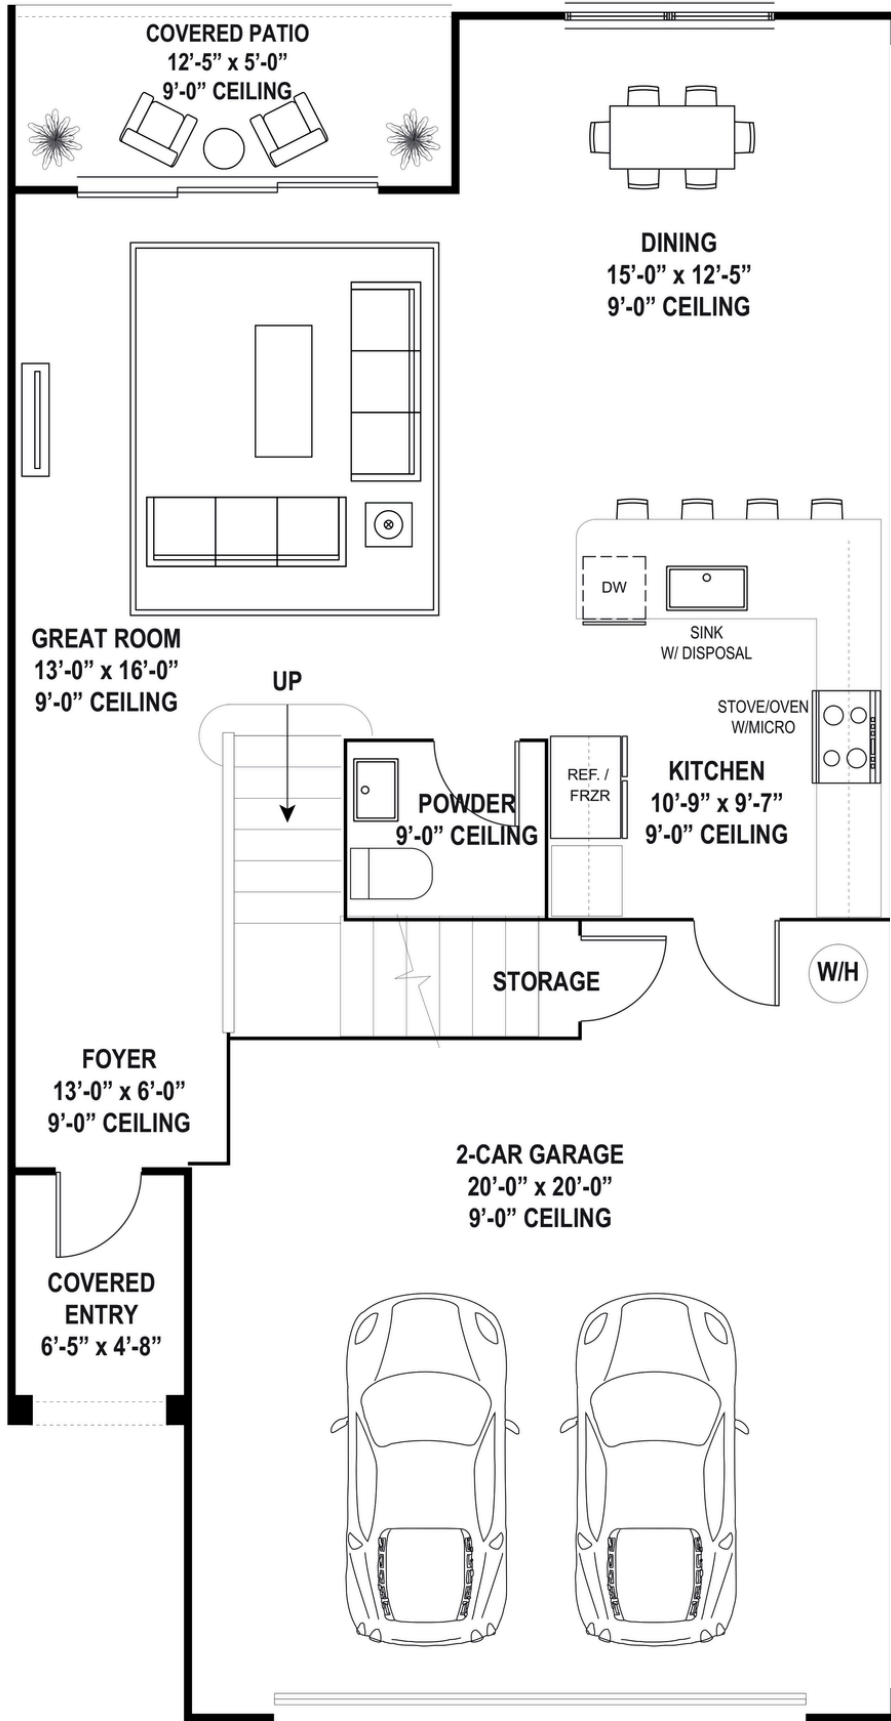 COVERED PATIO
12’-5” x 5’-0”
9’-0” CEILING
DINING
15’-0” x 12’-5”
9’-0” CEILING
DW
SINK
W/ DISPOSAL
GREAT ROOM
13’-0” x 16’-0”
9’-0” CEILING
UP
STOVE/OVEN
W/MICRO
REF. /
FRZR
KITCHEN
10’-9” x 9’-7”
9’-0” CEILING
POWDER
9’-0” CEILING
STORAGE
W/H
FOYER
13’-0” x 6’-0”
9’-0” CEILING
2-CAR GARAGE
20’-0” x 20’-0”
9’-0” CEILING
COVERED
ENTRY
6’-5” x 4’-8”